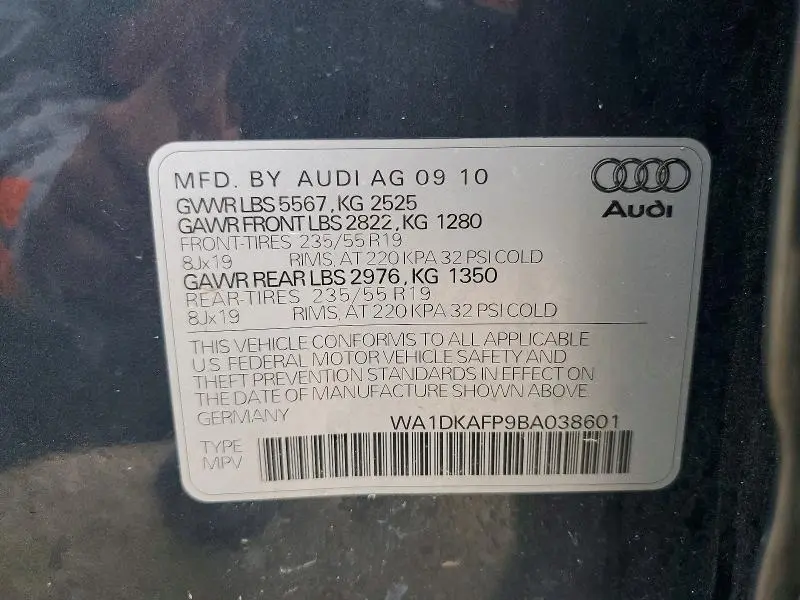 MFD. BY AUDI AG 09 10
GVWR LBS 5567, KG 2525
GAWR FRONT LBS 2822, KG 1280
FRONT-TIRES 235/55 R19
8Jx19 RIMS, AT 220 KPA 32 PSI COLD
GAWR REAR LBS 2976, KG 1350
REAR-TIRES 235/55 R19
8Jx19 RIMS, AT 220 KPA 32 PSI COLD
Audi
THIS VEHICLE CONFORMS TO ALL APPLICABLE
U.S. FEDERAL MOTOR VEHICLE SAFETY AND
THEFT PREVENTION STANDARDS IN EFFECT ON
THE DATE OF MANUFACTURE SHOWN ABOVE
GERMANY WA1DKAFP9BA038601
TYPE
MPV